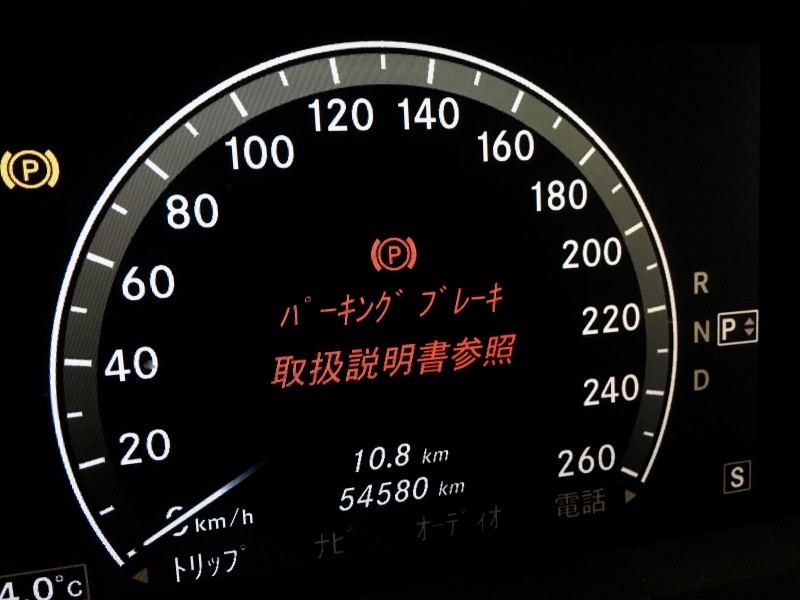 120 140
100 160
80 180
P
P
200
60
R
パーキング ブレーキ
220
N P
40
取扱説明書参照
D
240
20
10.8 km
260
S
54580 km
0 km/h
電話
オーディオ
ナビ
トリップ
4.0°C